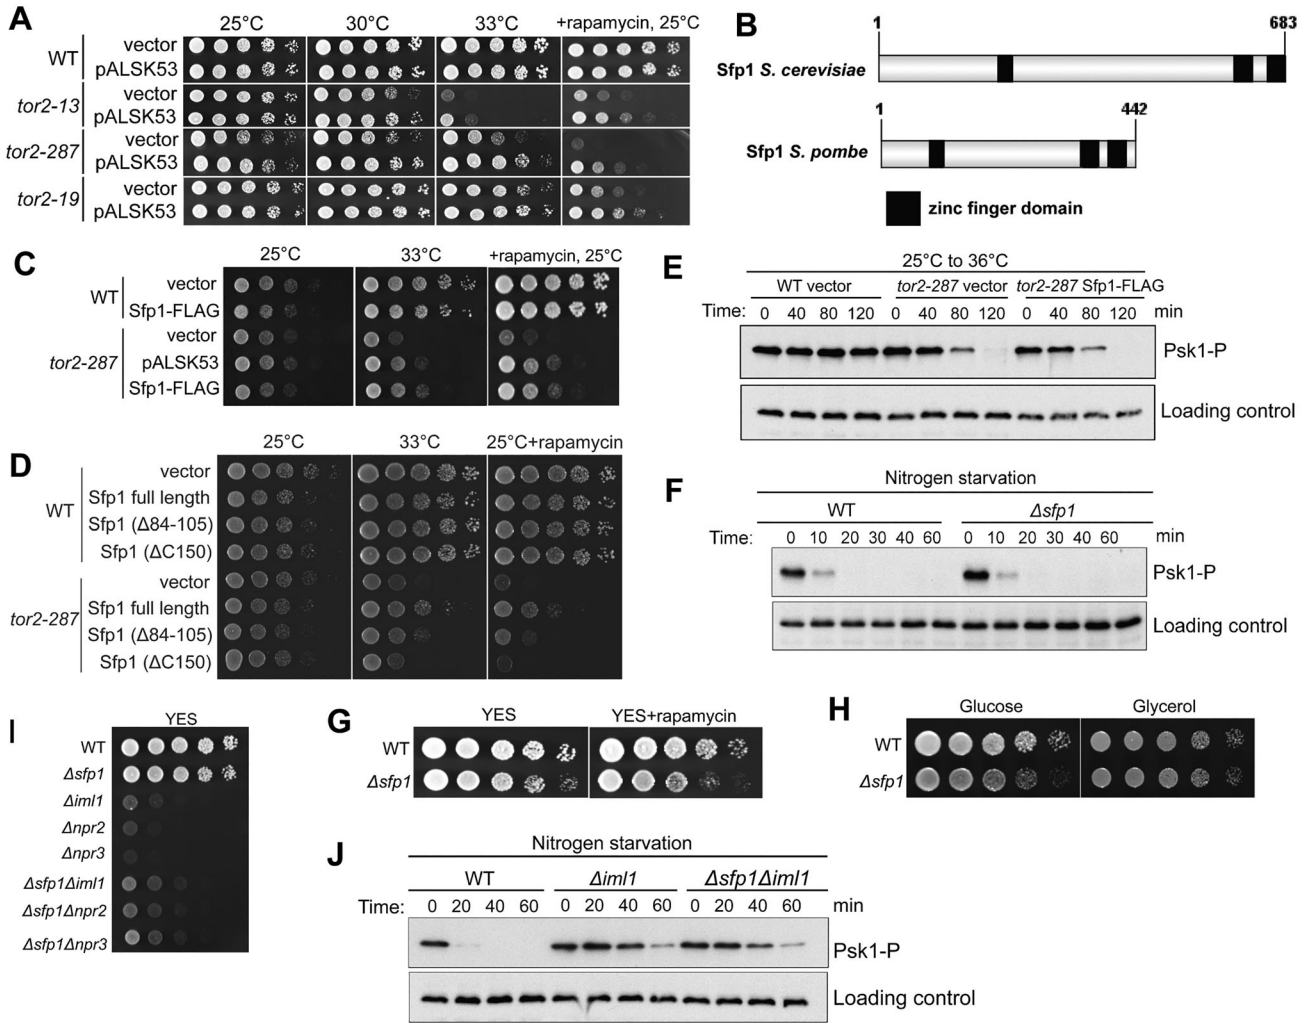 A
25°C 30°C 33°C +rapamycin, 25°C
WT
vector
pALSK53
tor2-13
vector
pALSK53
tor2-287
vector
pALSK53
tor2-19
vector
pALSK53
B
1 683
Sfp1 S. cerevisiae
1 442
Sfp1 S. pombe
zinc finger domain
C
25°C 33°C +rapamycin, 25°C
WT
vector
Sfp1-FLAG
tor2-287
vector
pALSK53
Sfp1-FLAG
D
25°C 33°C 25°C+rapamycin
WT
vector
Sfp1 full length
Sfp1 (Δ84-105)
Sfp1 (ΔC150)
tor2-287
vector
Sfp1 full length
Sfp1 (Δ84-105)
Sfp1 (ΔC150)
E
25°C to 36°C
WT vector tor2-287 vector tor2-287 Sfp1-FLAG
Time: 0 40 80 120 0 40 80 120 0 40 80 120 min
Psk1-P
Loading control
F
Nitrogen starvation
WT Δsfp1
Time: 0 10 20 30 40 60 0 10 20 30 40 60 min
Psk1-P
Loading control
G
YES YES+rapamycin
WT
Δsfp1
H
Glucose Glycerol
WT
Δsfp1
I
YES
WT
Δsfp1
Δiml1
Δnpr2
Δnpr3
Δsfp1Δiml1
Δsfp1Δnpr2
Δsfp1Δnpr3
J
Nitrogen starvation
WT Δiml1 Δsfp1Δiml1
Time: 0 20 40 60 0 20 40 60 0 20 40 60 min
Psk1-P
Loading control